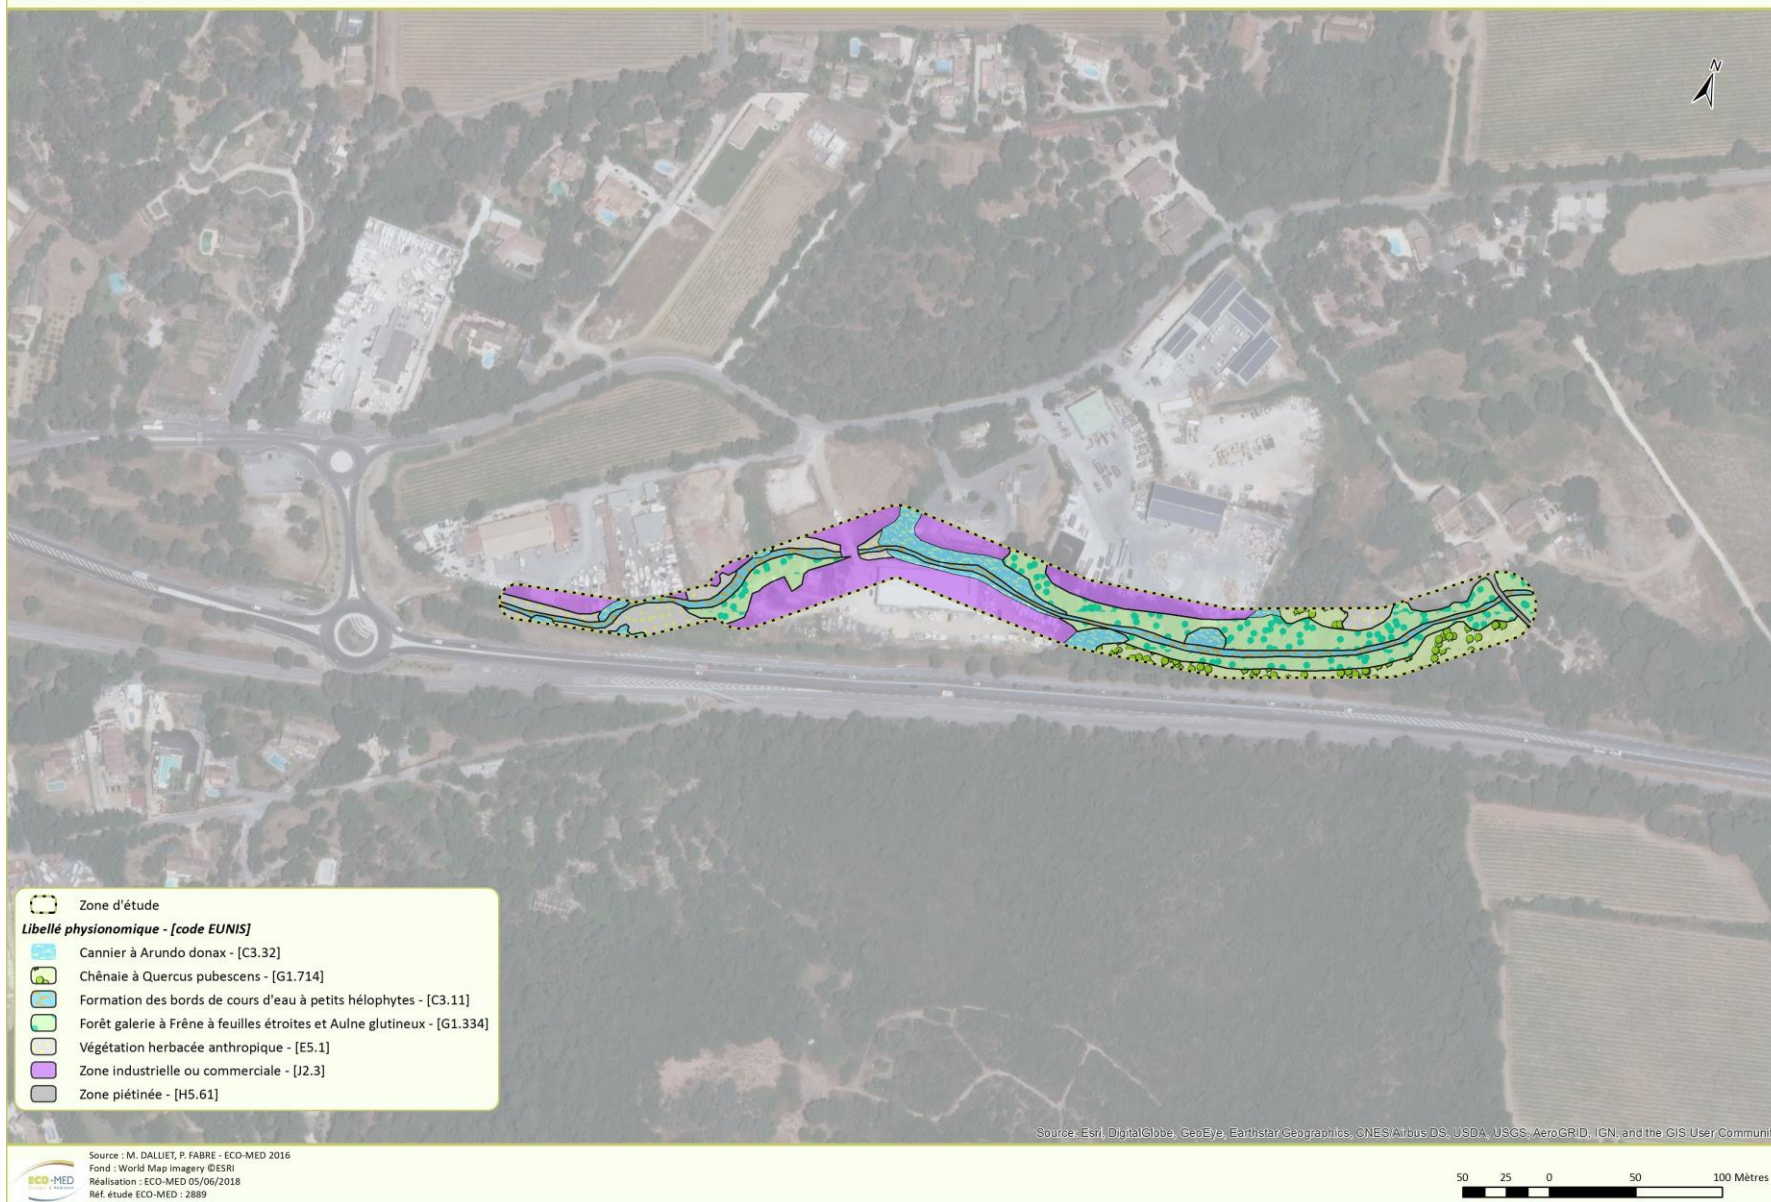 N
Zone d'étude
Libellé physionomique - [code EUNIS]
Cannier à Arundo donax - [C3.32]
Chênaie à Quercus pubescens - [G1.714]
Formation des bords de cours d'eau à petits hélophytes - [C3.11]
Forêt galerie à Frêne à feuilles étroites et Aulne glutineux - [G1.334]
Végétation herbacée anthropique - [E5.1]
Zone industrielle ou commerciale - [J2.3]
Zone piétinée - [H5.61]
Source: Esri, DigitalGlobe, GeoEye, Earthstar Geographics, CNES/Airbus DS, USDA, USGS, AeroGRID, IGN, and the GIS User Communit
ECO-MED
Source : M. DALLIET, P. FABRE - ECO-MED 2016
Fond : World Map imagery ©ESRI
Réalisation : ECO-MED 05/06/2018
Réf. étude ECO-MED : 2889
50 25 0 50 100 Mètres